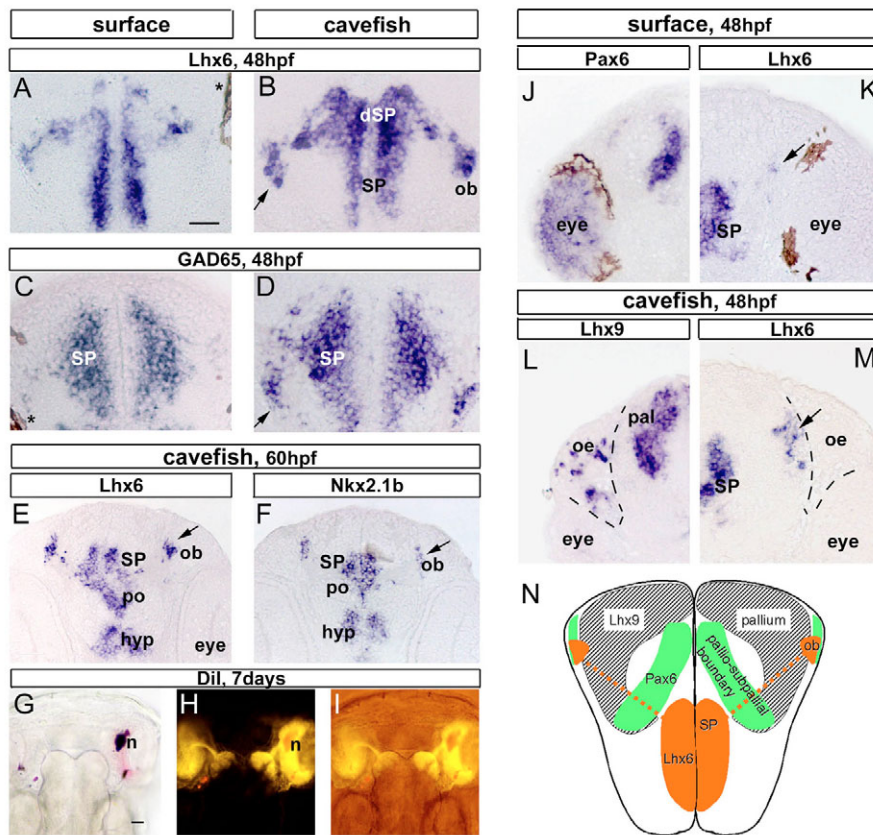 surface
cavefish
Lhx6, 48hpf
A
*
B
dSP
SP
ob
GAD65, 48hpf
C
SP
*
D
SP
cavefish, 60hpf
Lhx6
Nkx2.1b
E
SP
ob
po
hyp
eye
F
SP
ob
po
hyp
DiI, 7days
G
n
H
n
I
surface, 48hpf
Pax6
Lhx6
J
eye
K
SP
eye
cavefish, 48hpf
Lhx9
Lhx6
L
pal
oe
eye
M
oe
SP
eye
N
Lhx9
pallium
ob
Pax6
pallio-subpallial
boundary
SP
Lhx6